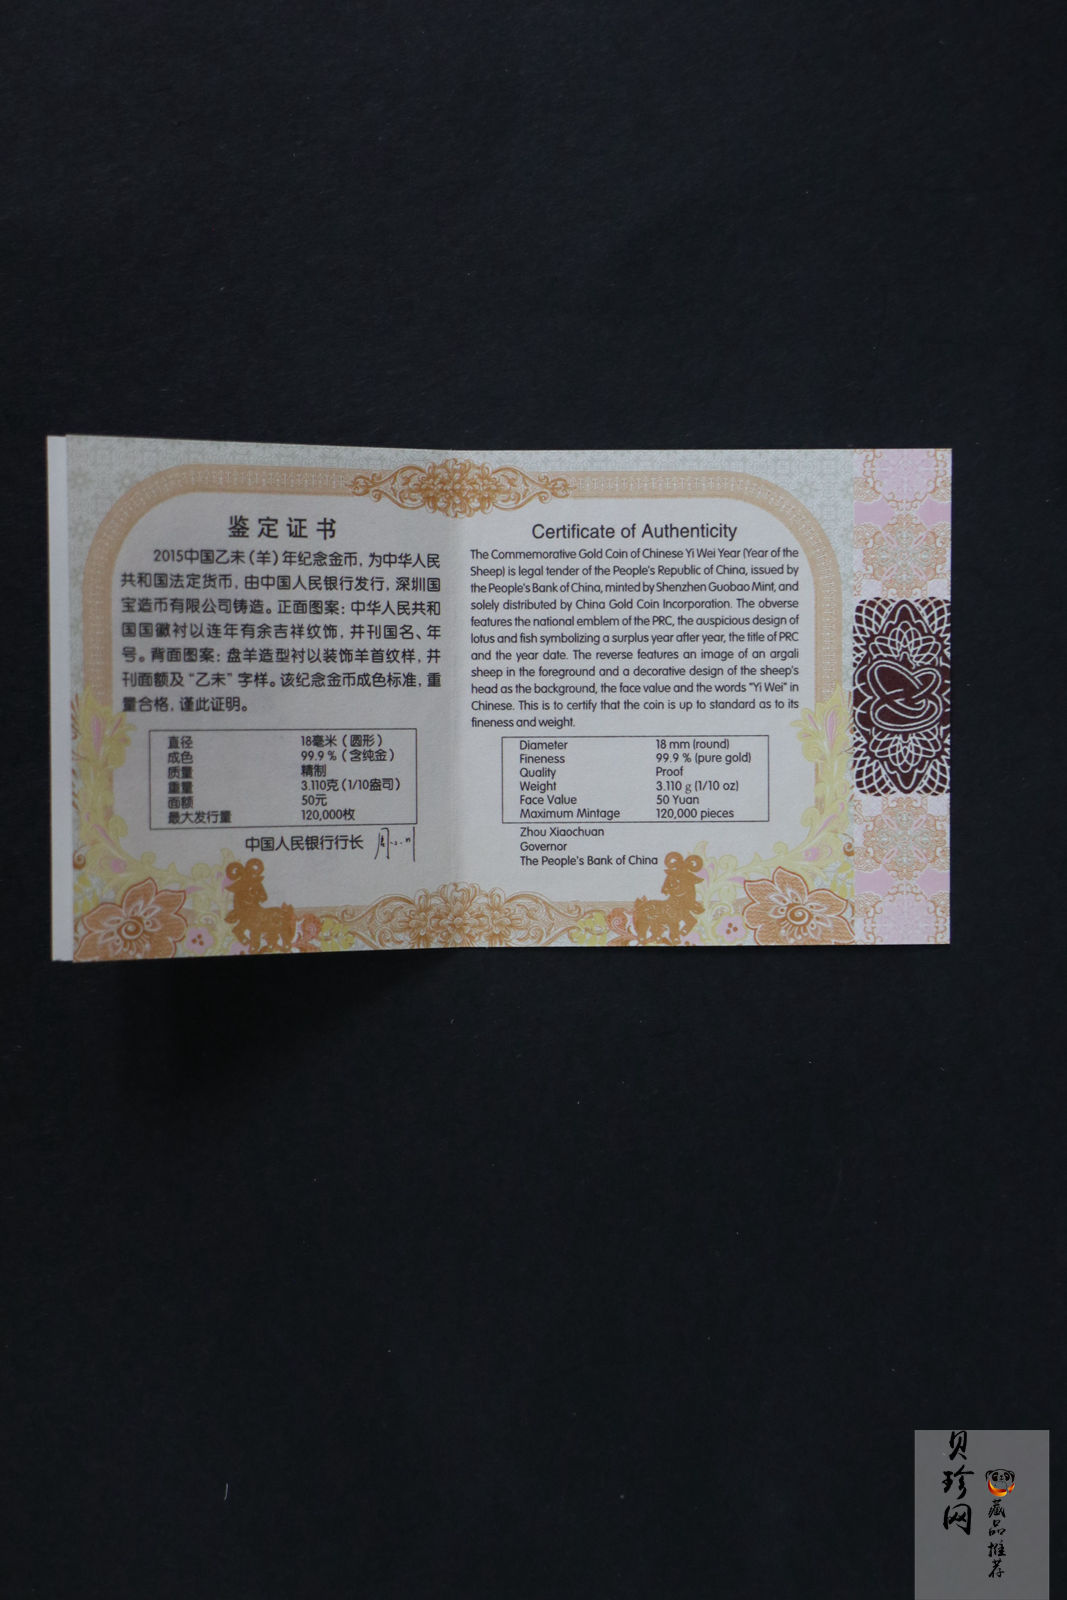 鉴定证书
2015中国乙未(羊)年纪念金币,为中华人民
共和国法定货币,由中国人民银行发行,深圳国
宝造币有限公司铸造。正面图案:中华人民共和
国国徽衬以连年有余吉祥纹饰,并刊国名、年
号。背面图案:盘羊造型衬以装饰羊首纹样,并
刊面额及“乙未”字样。该纪念金币成色标准,重
量合格,谨此证明。
直径 18毫米(圆形)
成色 99.9%(含纯金)
质量 精制
重量 3.110克(1/10盎司)
面额 50元
最大发行量 120,000枚
中国人民银行行长
Certificate of Authenticity
The Commemorative Gold Coin of Chinese Yi Wei Year (Year of the
Sheep) is legal tender of the People's Republic of China, issued by
the People's Bank of China, minted by Shenzhen Guobao Mint, and
solely distributed by China Gold Coin Incorporation. The obverse
features the national emblem of the PRC, the auspicious design of
lotus and fish symbolizing a surplus year after year, the title of PRC
and the year date. The reverse features an image of an argali
sheep in the foreground and a decorative design of the sheep's
head as the background, the face value and the words "Yi Wei" in
Chinese. This is to certify that the coin is up to standard as to its
fineness and weight.
Diameter 18 mm (round)
Fineness 99.9 % (pure gold)
Quality Proof
Weight 3.110 g (1/10 oz)
Face Value 50 Yuan
Maximum Mintage 120,000 pieces
Zhou Xiaochuan
Governor
The People's Bank of China
贝珍网
藏品推荐